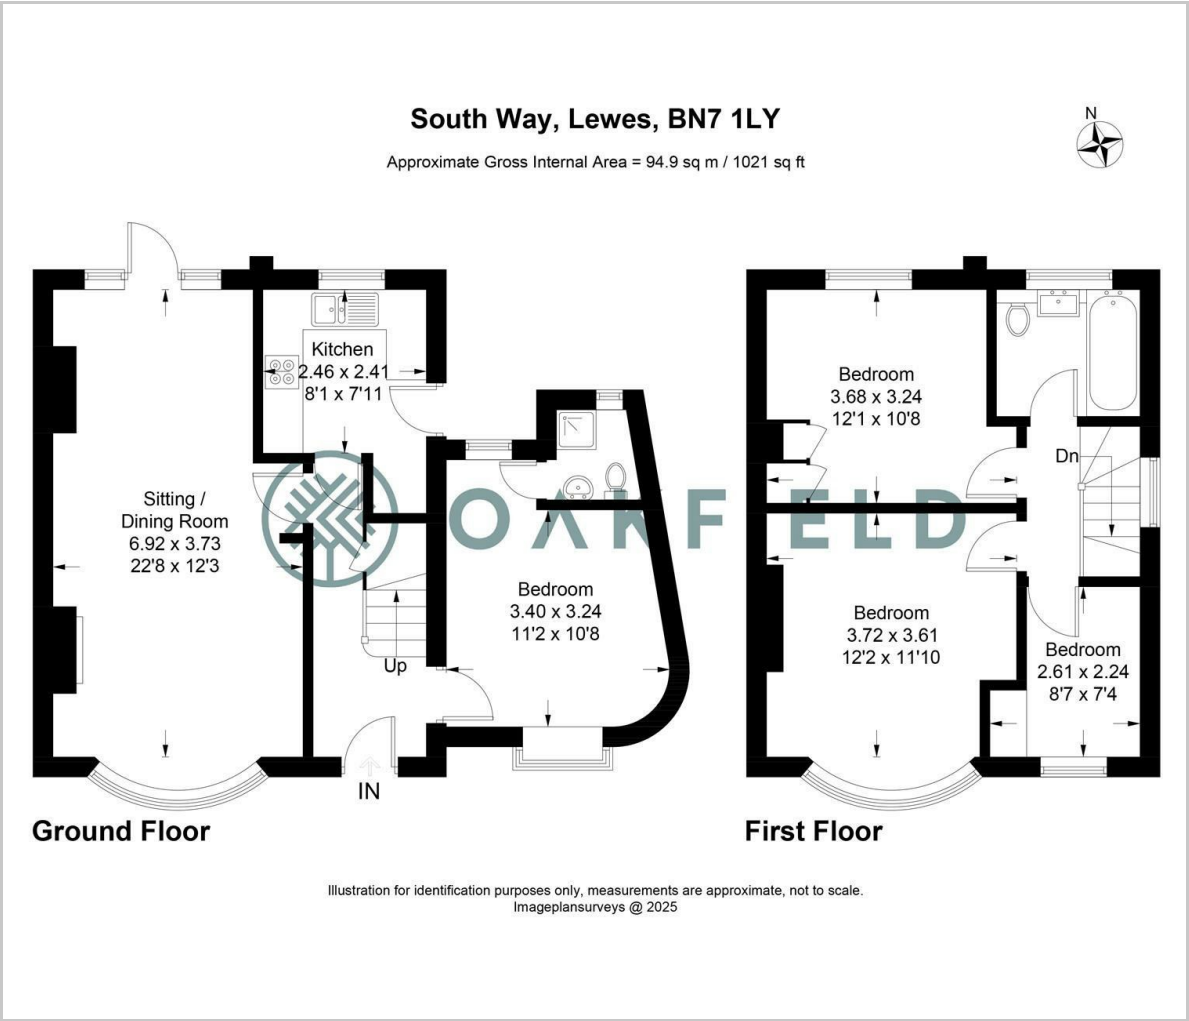 South Way, Lewes, BN7 1LY
Approximate Gross Internal Area = 94.9 sq m / 1021 sq ft
N
Kitchen
2.46 x 2.41
8'1 x 7'11
Sitting /
Dining Room
6.92 x 3.73
22'8 x 12'3
Bedroom
3.40 x 3.24
11'2 x 10'8
Up
IN
Ground Floor
OAKFIELD
Bedroom
3.68 x 3.24
12'1 x 10'8
Dn
Bedroom
3.72 x 3.61
12'2 x 11'10
Bedroom
2.61 x 2.24
8'7 x 7'4
First Floor
Illustration for identification purposes only, measurements are approximate, not to scale.
Imageplansurveys @ 2025